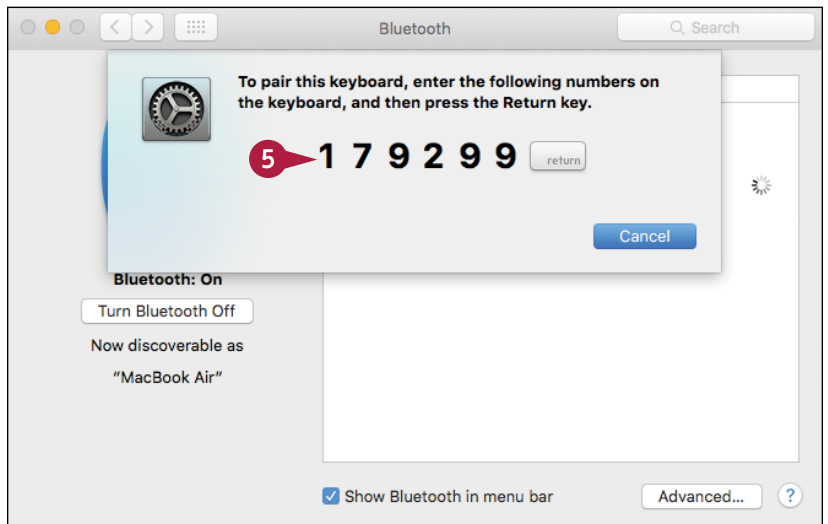 Bluetooth
Search
To pair this keyboard, enter the following numbers on
the keyboard, and then press the Return key.
5
1 7 9 2 9 9 return
Cancel
Bluetooth: On
Turn Bluetooth Off
Now discoverable as
“MacBook Air”
Show Bluetooth in menu bar
Advanced...
?